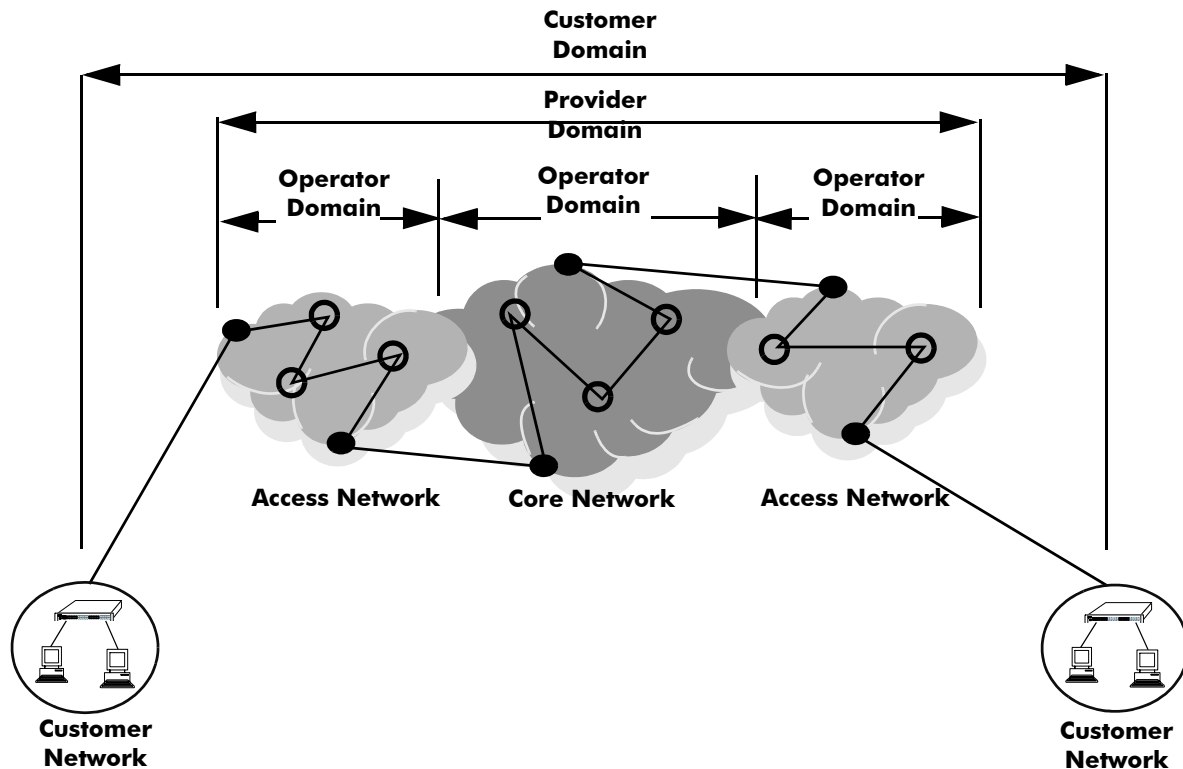 Customer
Domain
Provider
Domain
Operator
Domain
Operator
Domain
Operator
Domain
Access Network
Core Network
Access Network
Customer
Network
Customer
Network